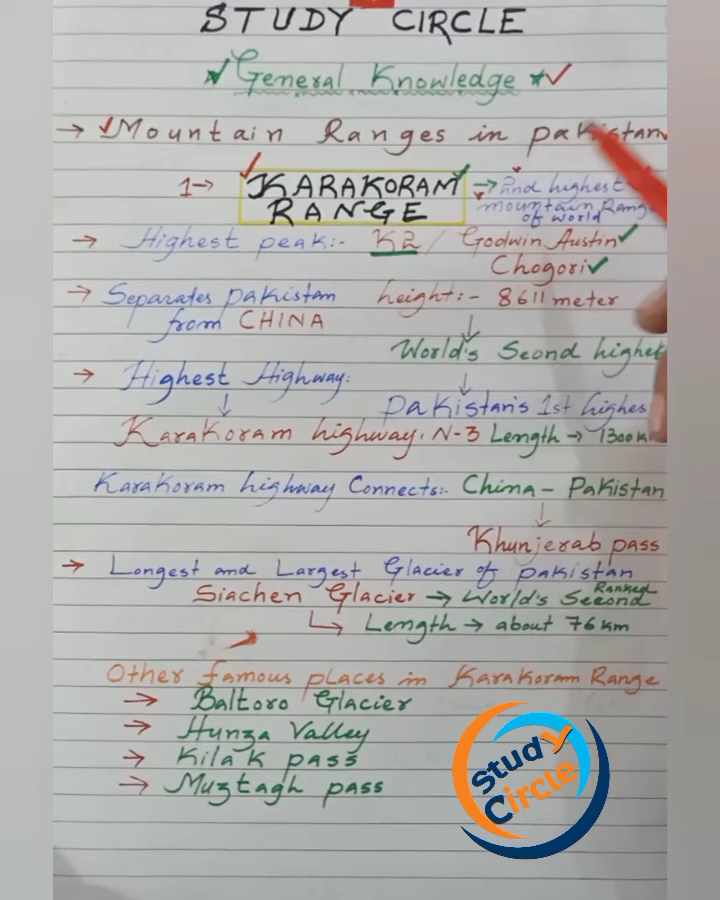 STUDY CIRCLE
General Knowledge
→ Mountain Ranges in pakistan
1→ KARAKORAM → 2nd highest
RANGE mountain Rang
of world
→ Highest peak:- K2 / Godwin Austin
Chogori
→ Separates pakistan height:- 8611 meter
from CHINA
World's Seond highet
→ Highest Highway:
pakistan's 1st highes
KaraKoram highway. N-3 Length → 1300 k
KaraKoram highway Connects:- China - Pakistan
Khunjerab pass
→ Longest and Largest Glacier of pakistan
Siachen Glacier → World's Second Ranked
Length → about 76 km
Other famous places in KaraKoram Range
→ Baltoro Glacier
→ Hunza Valley
→ Kilak pass
→ Muztagh pass
Study
Circle